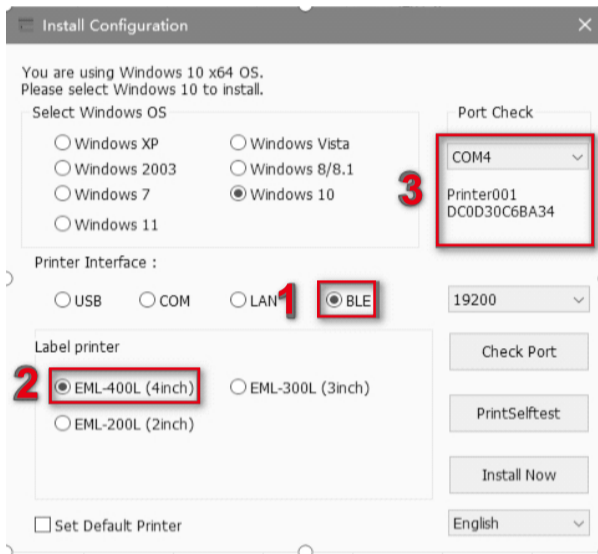 Install Configuration
You are using Windows 10 x64 OS.
Please select Windows 10 to install.
Select Windows OS
Windows XP
Windows Vista
Windows 2003
Windows 8/8.1
Windows 7
Windows 10
Windows 11
Port Check
COM4
3
Printer001
DC0D30C6BA34
Printer Interface :
USB
COM
LAN
1
BLE
19200
Label printer
2
EML-400L (4inch)
EML-300L (3inch)
EML-200L (2inch)
Check Port
PrintSelftest
Install Now
Set Default Printer
English